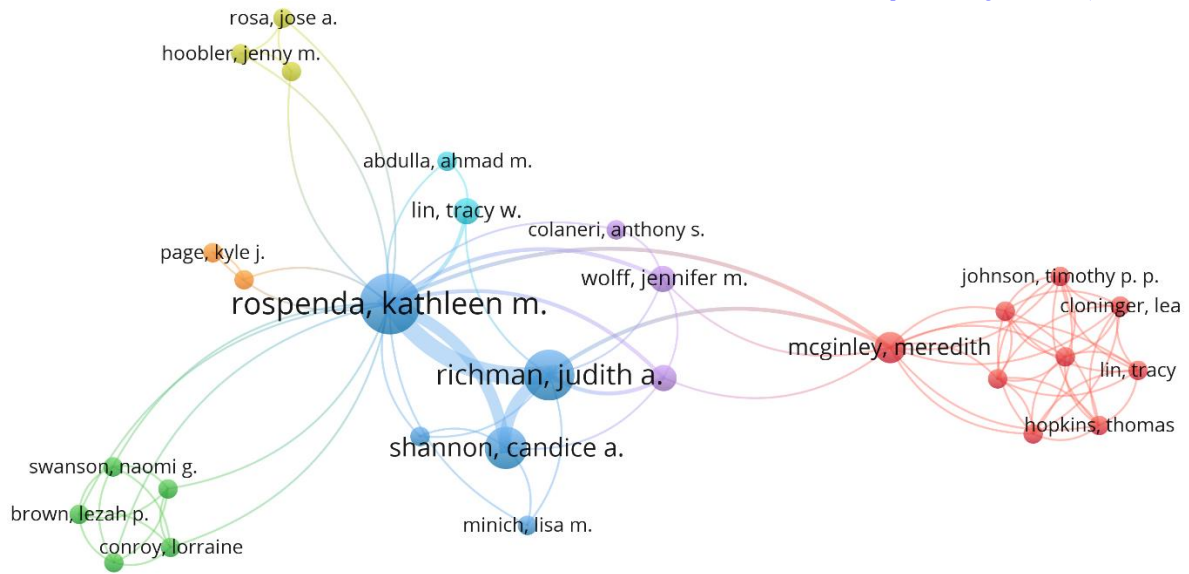 rosa, jose a.
hoobler, jenny m.
abdulla, ahmad m.
lin, tracy w.
colaneri, anthony s.
page, kyle j.
wolff, jennifer m.
johnson, timothy p. p.
rospenda, kathleen m.
cloninger, lea
mcginley, meredith
richman, judith a.
lin, tracy
hopkins, thomas
shannon, candice a.
swanson, naomi g.
brown, lezah p.
minich, lisa m.
conroy, lorraine